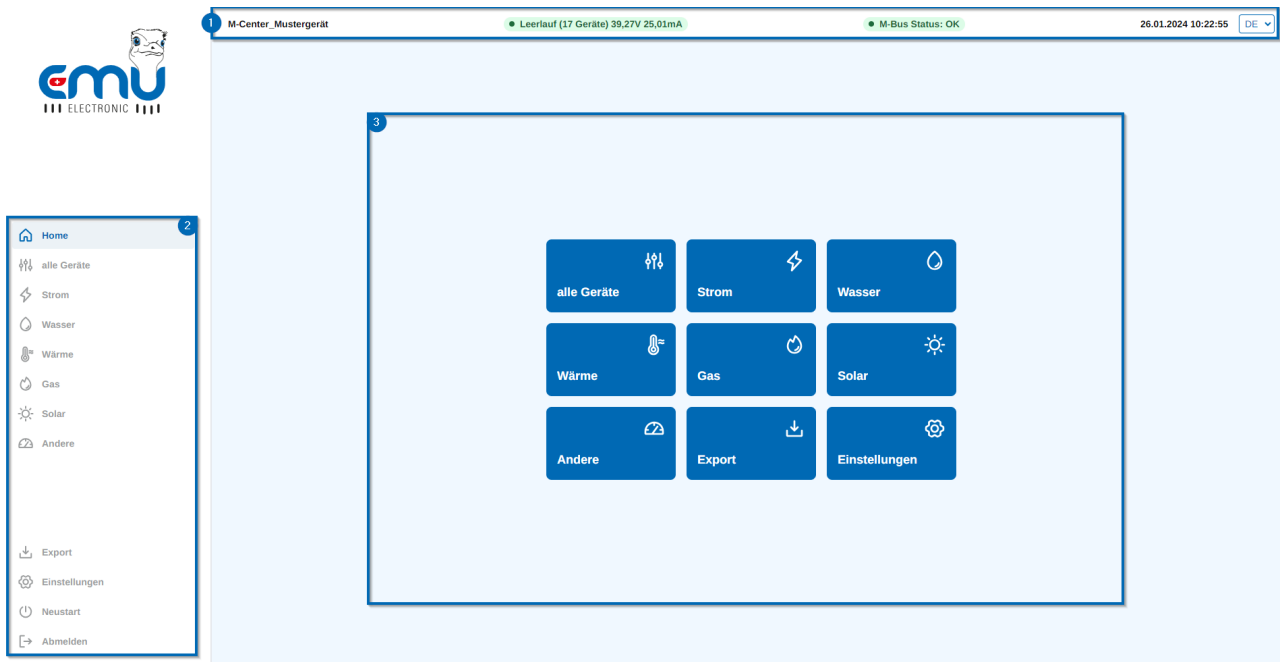 1
M-Center_Mustergerät
Leerlauf (17 Geräte) 39,27V 25,01mA
M-Bus Status: OK
26.01.2024 10:22:55
DE
emu
ELECTRONIC
2
Home
alle Geräte
Strom
Wasser
Wärme
Gas
Solar
Andere
Export
Einstellungen
Neustart
Abmelden
3
alle Geräte
Strom
Wasser
Wärme
Gas
Solar
Andere
Export
Einstellungen